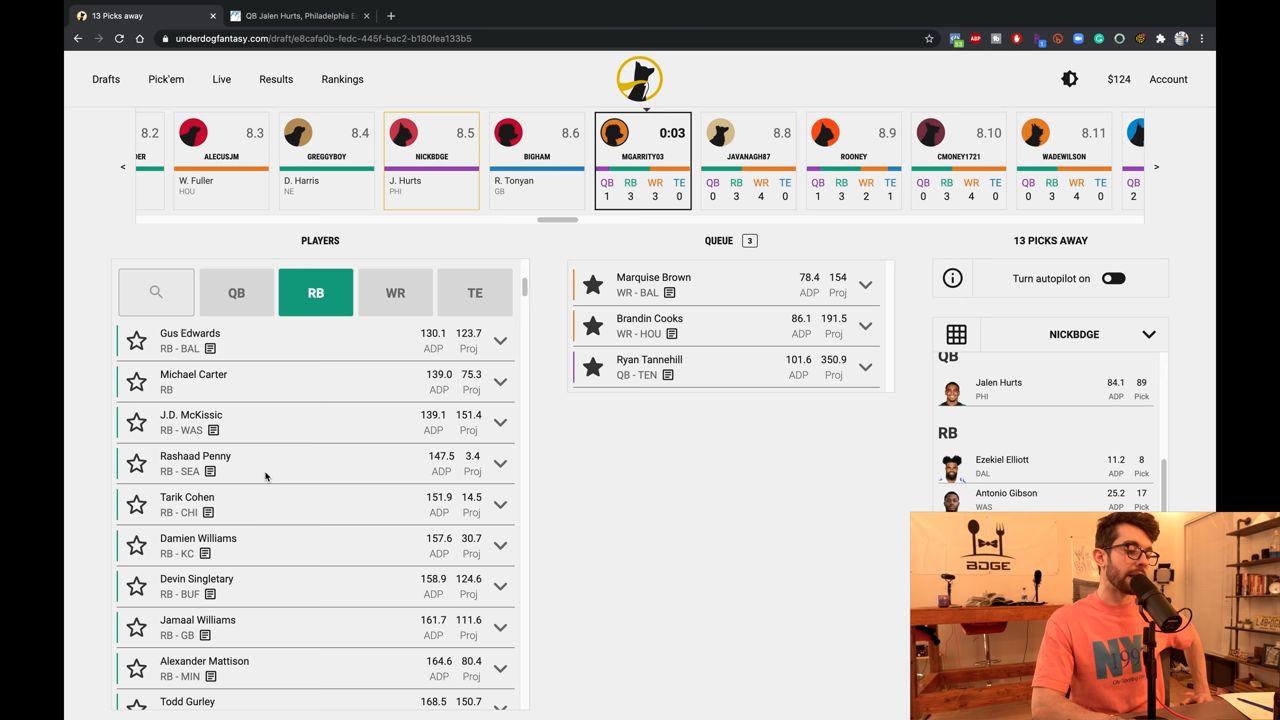 13 Picks away
QB Jalen Hurts, Philadelphia E
underdogfantasy.com/draft/e8cafa0b-fedc-445f-bac2-b180fea133b5
Drafts
Pick'em
Live
Results
Rankings
$124
Account
8.2
DER
8.3
ALECUSJM
W. Fuller
HOU
8.4
GREGGYBOY
D. Harris
NE
8.5
NICKBDGE
J. Hurts
PHI
8.6
BIGHAM
R. Tonyan
GB
0:03
MGARRITY03
QB RB WR TE
1 3 3 0
8.8
JAVANAGH87
QB RB WR TE
0 3 4 0
8.9
ROONEY
QB RB WR TE
1 3 2 1
8.10
CMONEY1721
QB RB WR TE
0 3 4 0
8.11
WADEWILSON
QB RB WR TE
0 3 4 0
QB
2
<
>
PLAYERS
QB
RB
WR
TE
Gus Edwards 130.1 123.7
RB - BAL ADP Proj
Michael Carter 139.0 75.3
RB ADP Proj
J.D. McKissic 139.1 151.4
RB - WAS ADP Proj
Rashaad Penny 147.5 3.4
RB - SEA ADP Proj
Tarik Cohen 151.9 14.5
RB - CHI ADP Proj
Damien Williams 157.6 30.7
RB - KC ADP Proj
Devin Singletary 158.9 124.6
RB - BUF ADP Proj
Jamaal Williams 161.7 111.6
RB - GB ADP Proj
Alexander Mattison 164.6 80.4
RB - MIN ADP Proj
Todd Gurley 168.5 150.7
QUEUE 3
Marquise Brown 78.4 154
WR - BAL ADP Proj
Brandin Cooks 86.1 191.5
WR - HOU ADP Proj
Ryan Tannehill 101.6 350.9
QB - TEN ADP Proj
13 PICKS AWAY
Turn autopilot on
NICKBDGE
QB
Jalen Hurts 84.1 89
PHI ADP Pick
RB
Ezekiel Elliott 11.2 8
DAL ADP Pick
Antonio Gibson 25.2 17
WAS ADP Pick
BDGE
NY
199